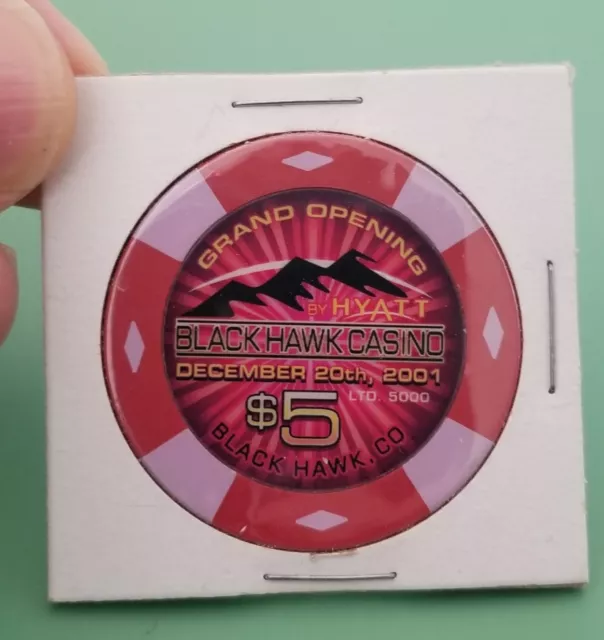 GRAND OPENING
BY HYATT
BLACK HAWK CASINO
DECEMBER 20th, 2001
LTD. 5000
$5
BLACK HAWK, CO